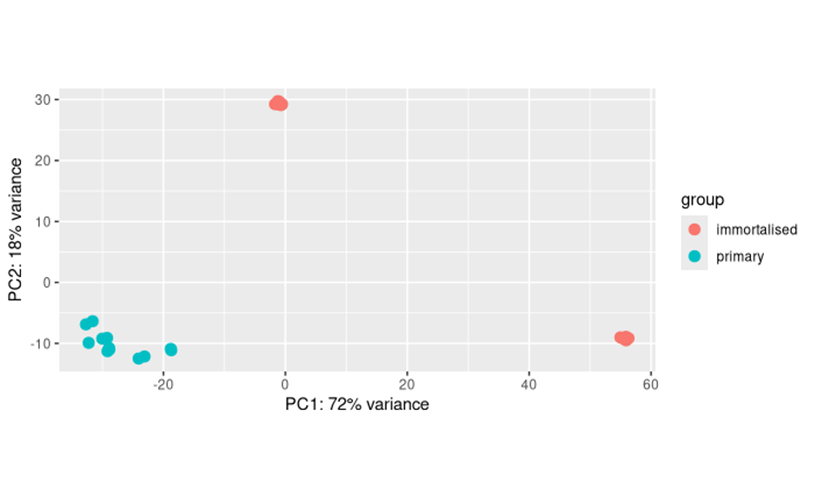 30
20
10
0
-10
PC2: 18% variance
-20
0
20
40
60
PC1: 72% variance
group
immortalised
primary